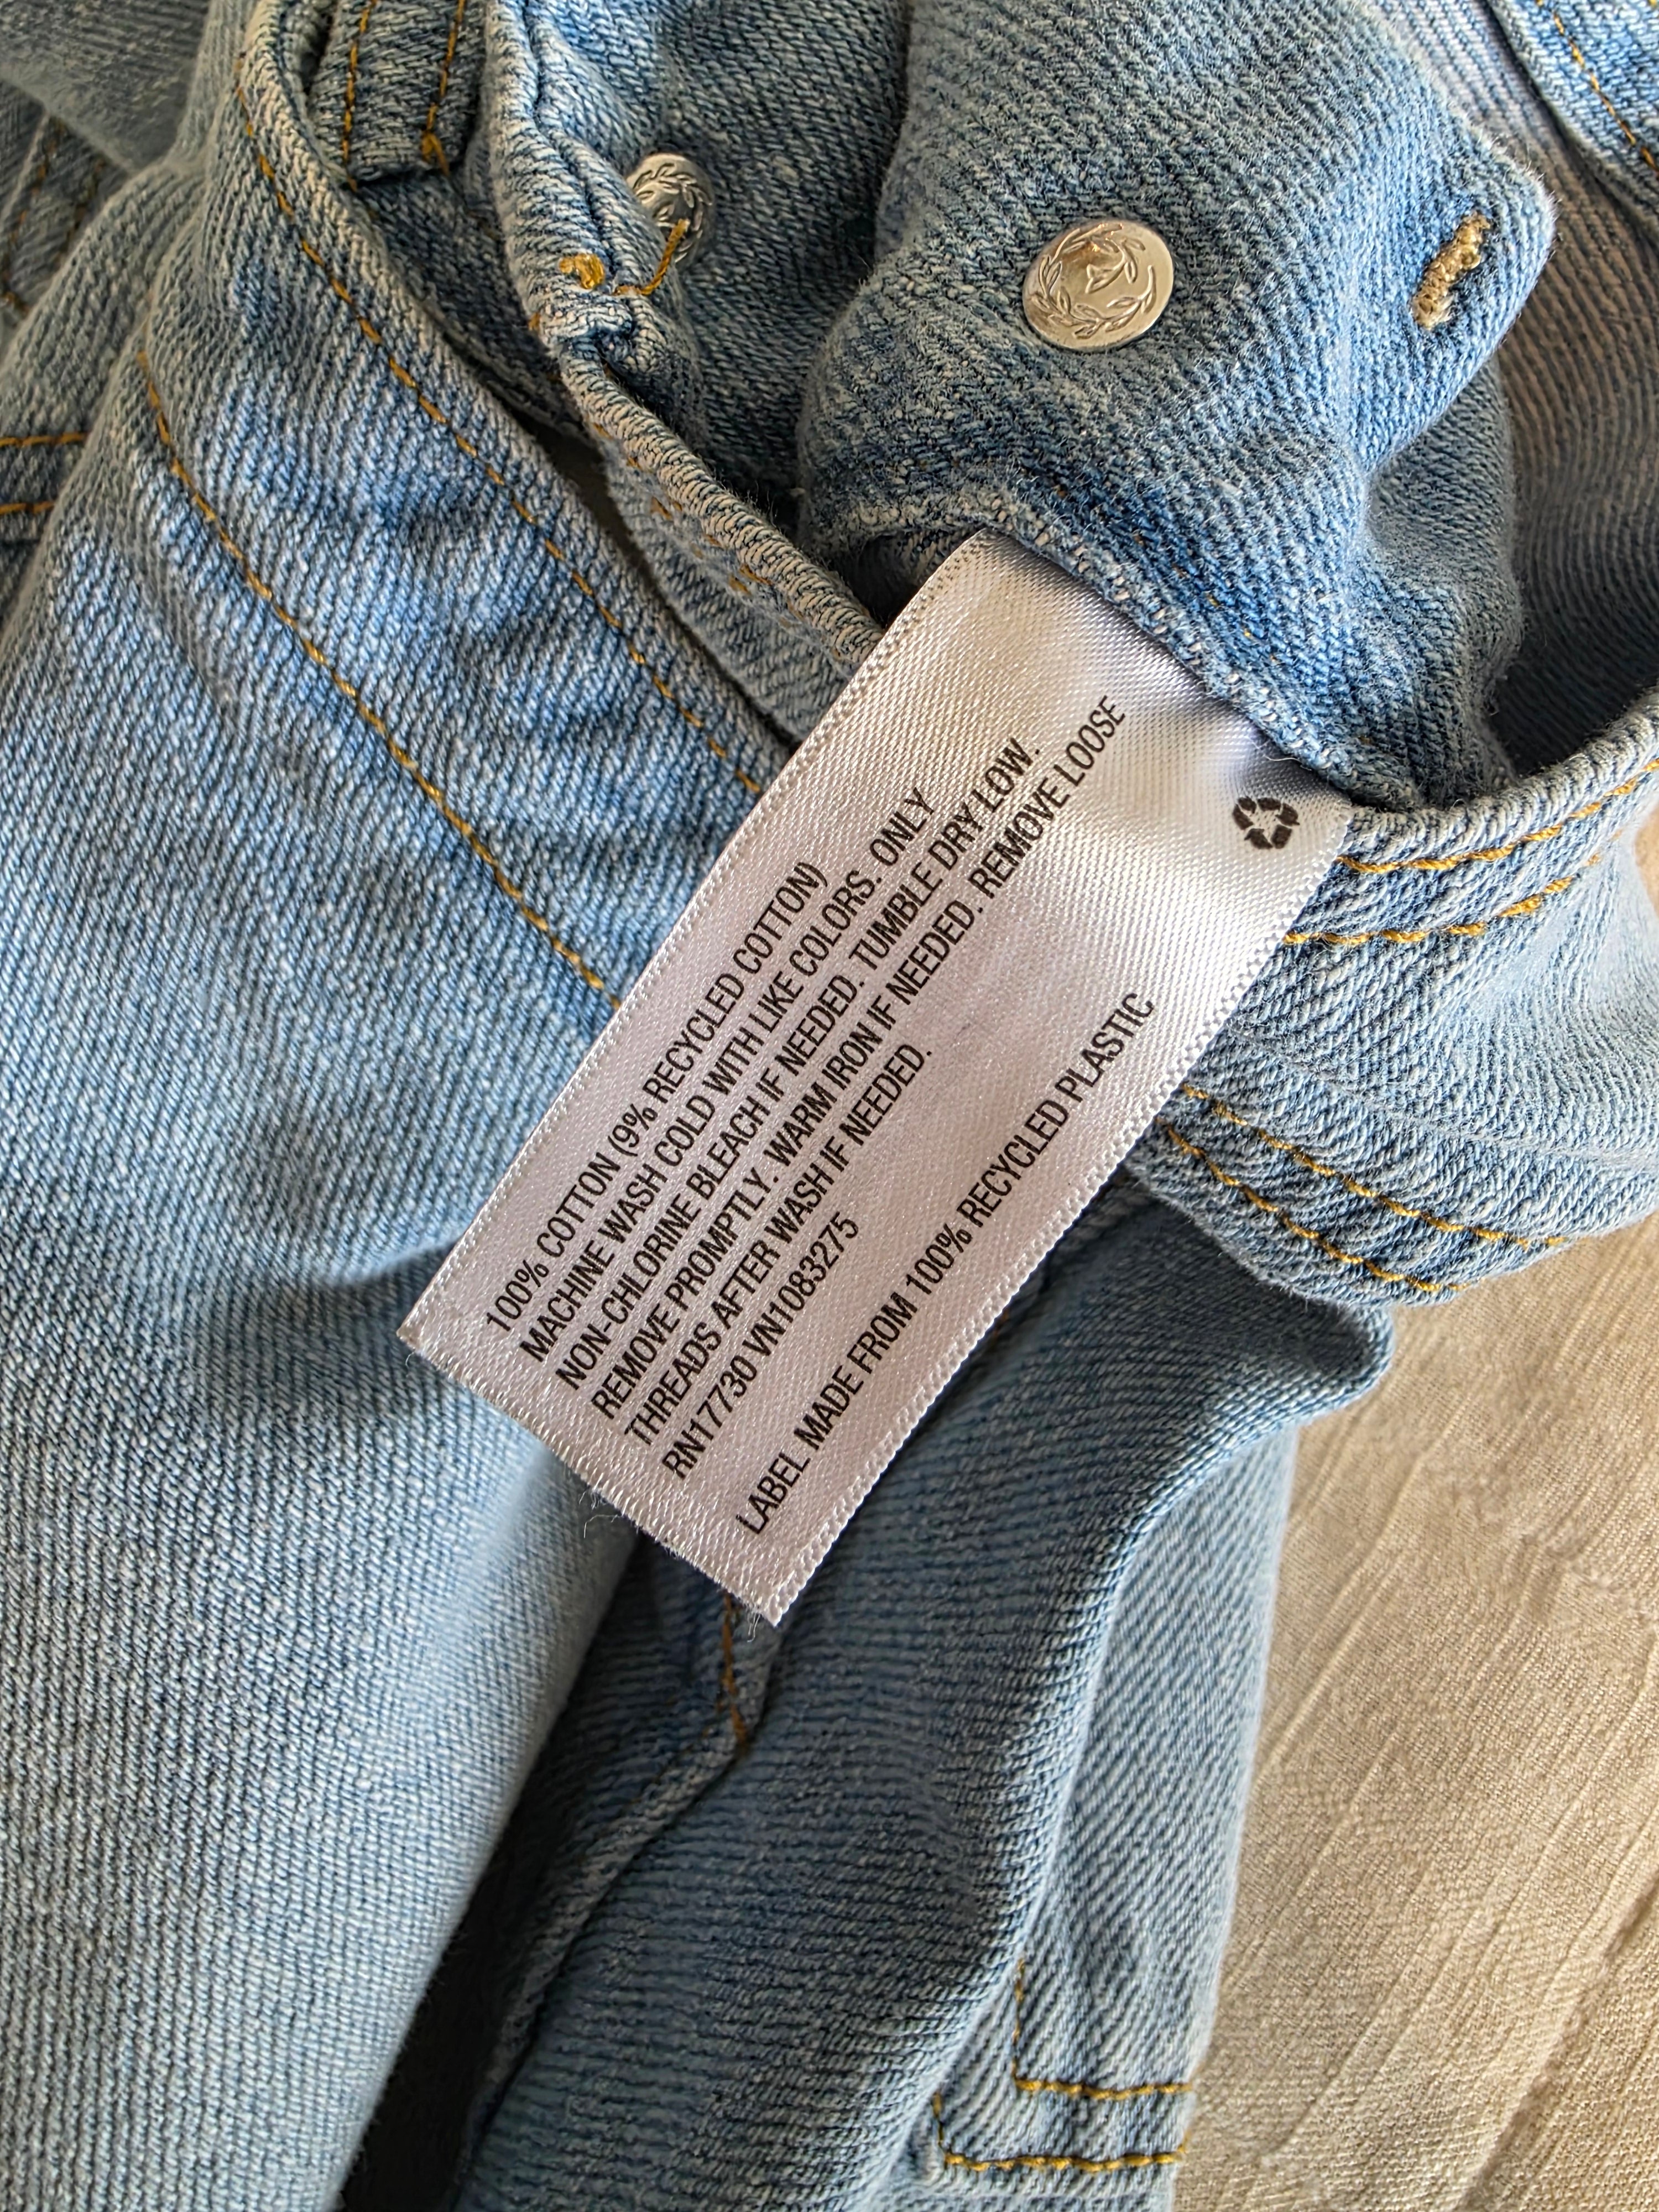 100% COTTON (9% RECYCLED COTTON)
MACHINE WASH COLD WITH LIKE COLORS. ONLY
NON-CHLORINE BLEACH IF NEEDED. TUMBLE DRY LOW.
REMOVE PROMPTLY. WARM IRON IF NEEDED. REMOVE LOOSE
THREADS AFTER WASH IF NEEDED.
RN17730 VN1083275
LABEL MADE FROM 100% RECYCLED PLASTIC